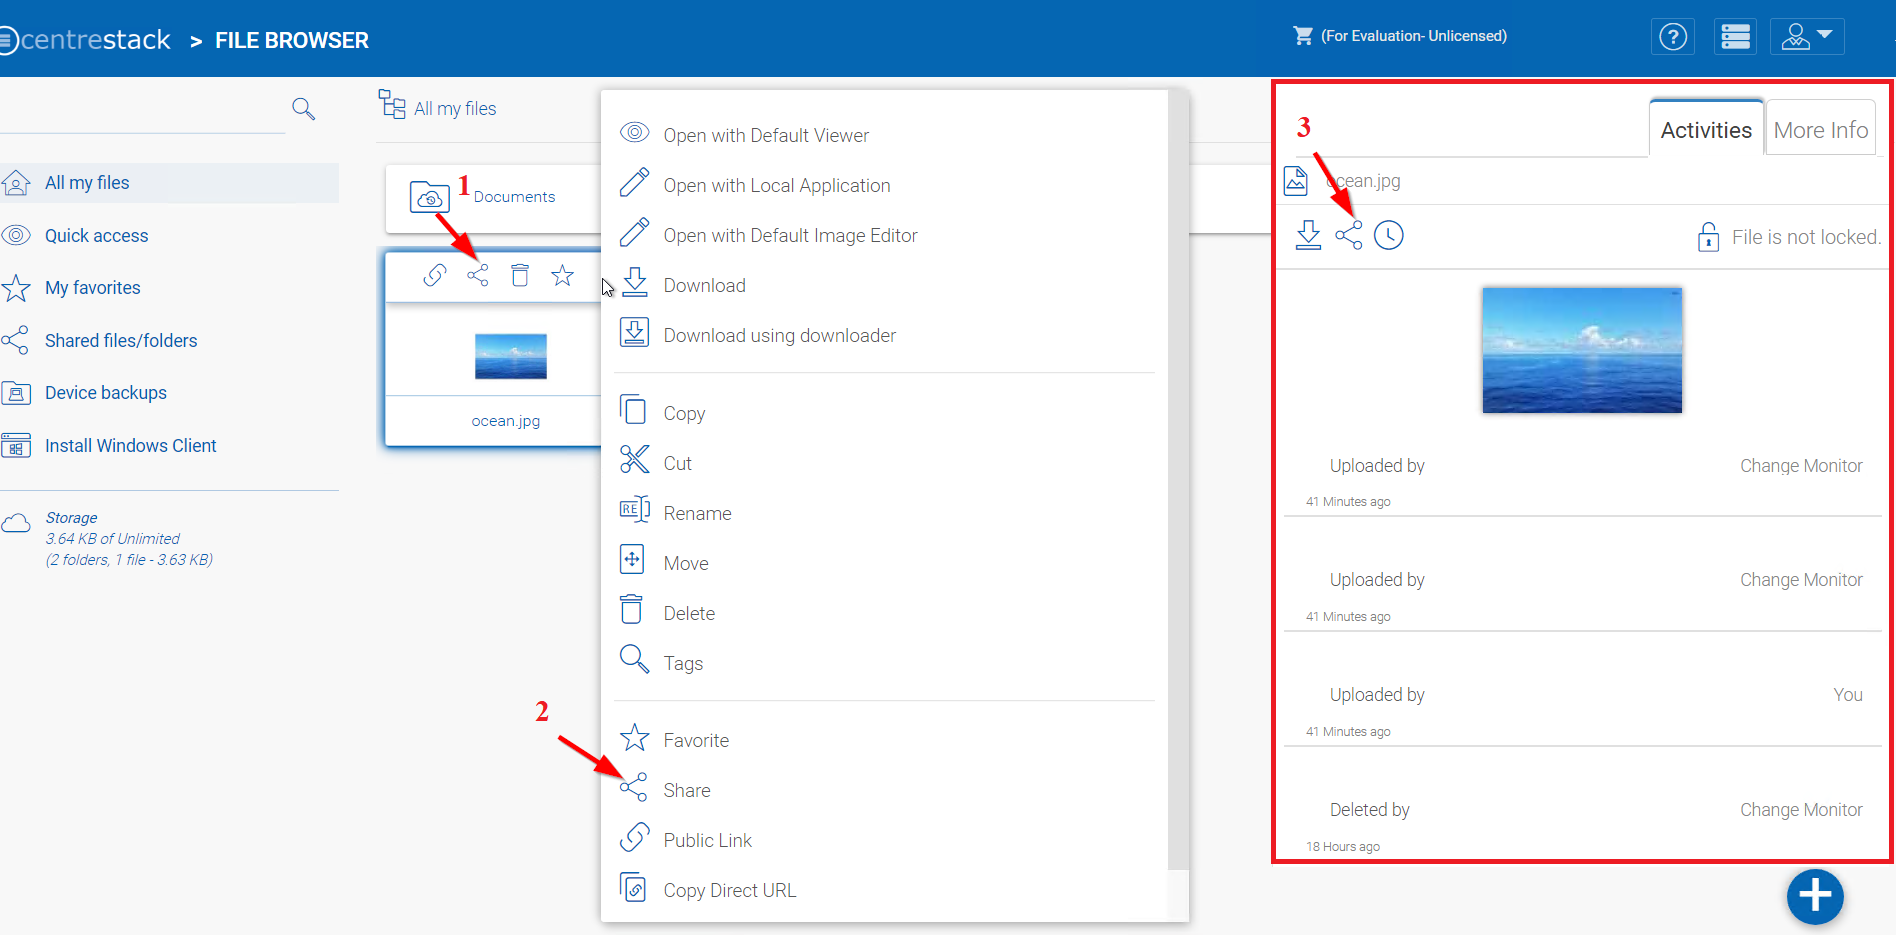 centrestack > FILE BROWSER
(For Evaluation- Unlicensed)
All my files
Quick access
My favorites
Shared files/folders
Device backups
Install Windows Client
Storage
3.64 KB of Unlimited
(2 folders, 1 file - 3.63 KB)
All my files
1
Documents
ocean.jpg
Open with Default Viewer
Open with Local Application
Open with Default Image Editor
Download
Download using downloader
Copy
Cut
Rename
Move
Delete
Tags
2
Favorite
Share
Public Link
Copy Direct URL
3
Activities
More Info
ocean.jpg
File is not locked.
Uploaded by
Change Monitor
41 Minutes ago
Uploaded by
Change Monitor
41 Minutes ago
Uploaded by
You
41 Minutes ago
Deleted by
Change Monitor
18 Hours ago